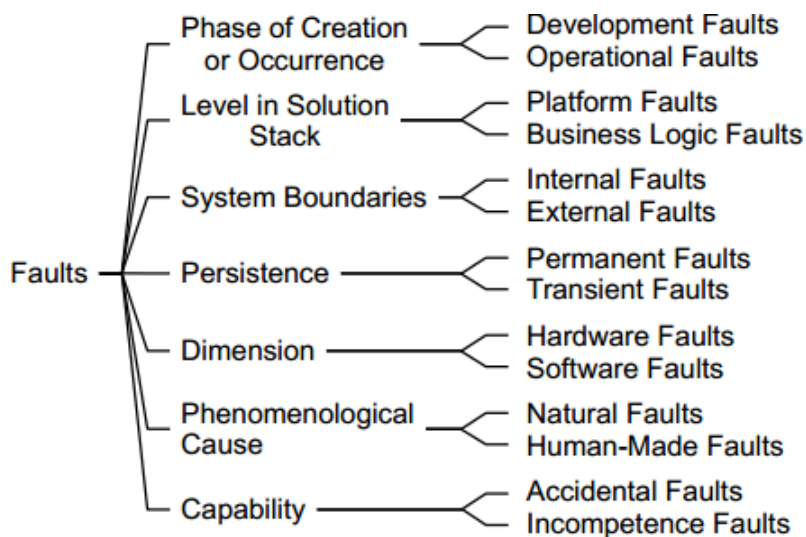 Faults
Phase of Creation
or Occurrence
Development Faults
Operational Faults
Level in Solution
Stack
Platform Faults
Business Logic Faults
System Boundaries
Internal Faults
External Faults
Persistence
Permanent Faults
Transient Faults
Dimension
Hardware Faults
Software Faults
Phenomenological
Cause
Natural Faults
Human-Made Faults
Capability
Accidental Faults
Incompetence Faults